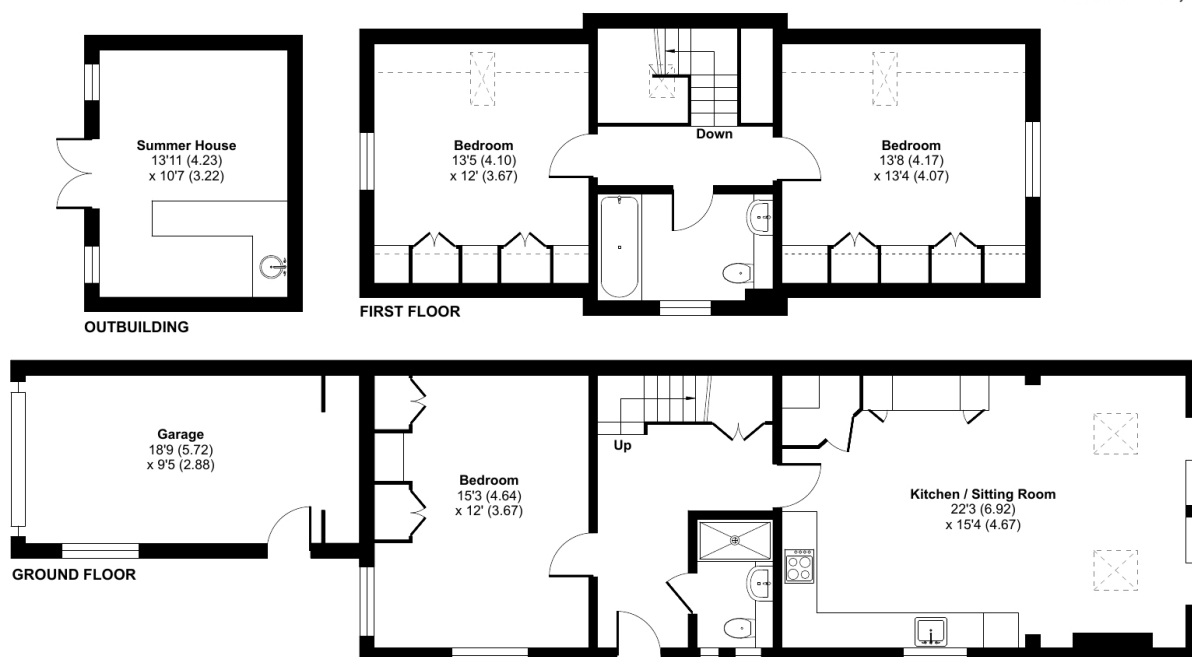 Summer House
13'11 (4.23)
x 10'7 (3.22)
OUTBUILDING
Bedroom
13'5 (4.10)
x 12' (3.67)
Down
Bedroom
13'8 (4.17)
x 13'4 (4.07)
FIRST FLOOR
Garage
18'9 (5.72)
x 9'5 (2.88)
GROUND FLOOR
Bedroom
15'3 (4.64)
x 12' (3.67)
Up
Kitchen / Sitting Room
22'3 (6.92)
x 15'4 (4.67)